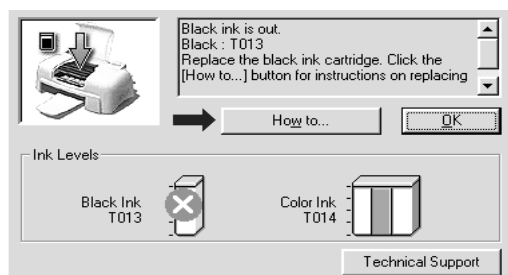 Black ink is out.
Black : T013
Replace the black ink cartridge. Click the
[How to...] button for instructions on replacing
How to...
OK
Ink Levels
Black Ink
T013
Color Ink
T014
Technical Support